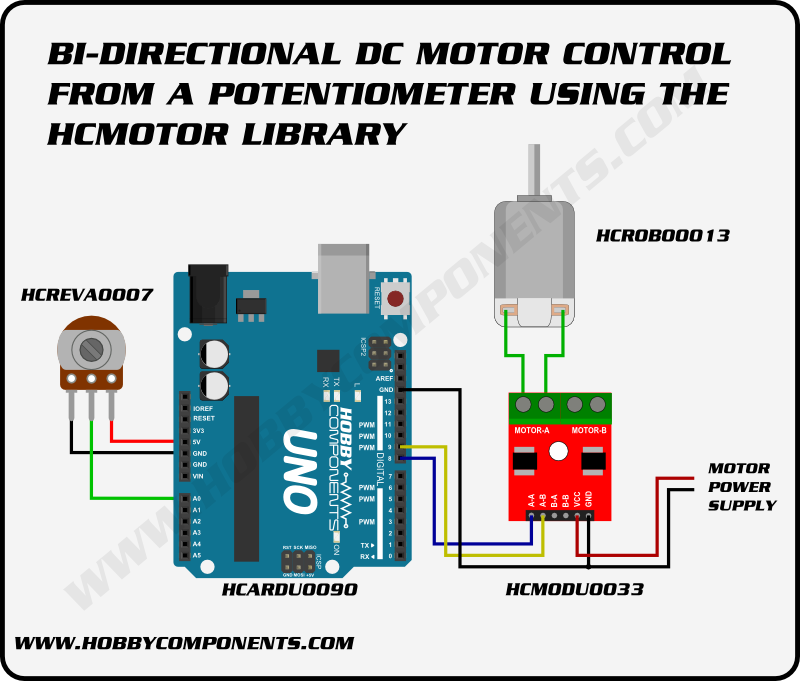 BI-DIRECTIONAL DC MOTOR CONTROL
FROM A POTENTIOMETER USING THE
HCMOTOR LIBRARY
WWW.HOBBYCOMPONENTS.COM
HCROB00013
HCREVA0007
RESET
ICSP2
RX
TX
L
AREF
GND
13
12
PWM 11
PWM 10
PWM 9
8
7
PWM 6
PWM 5
4
PWM 3
2
TX 1
RX 0
DIGITAL
IOREF
RESET
3V3
5V
GND
GND
VIN
A0
A1
A2
A3
A4
A5
HOBBY
COMPONENTS
UNO
ON
RST SCK MISO
GND MOSI +5V
ICSP
HCARDU0090
MOTOR-A
MOTOR-B
A-A
A-B
B-A
B-B
VCC
GND
MOTOR
POWER
SUPPLY
HCMODU0033
WWW.HOBBYCOMPONENTS.COM